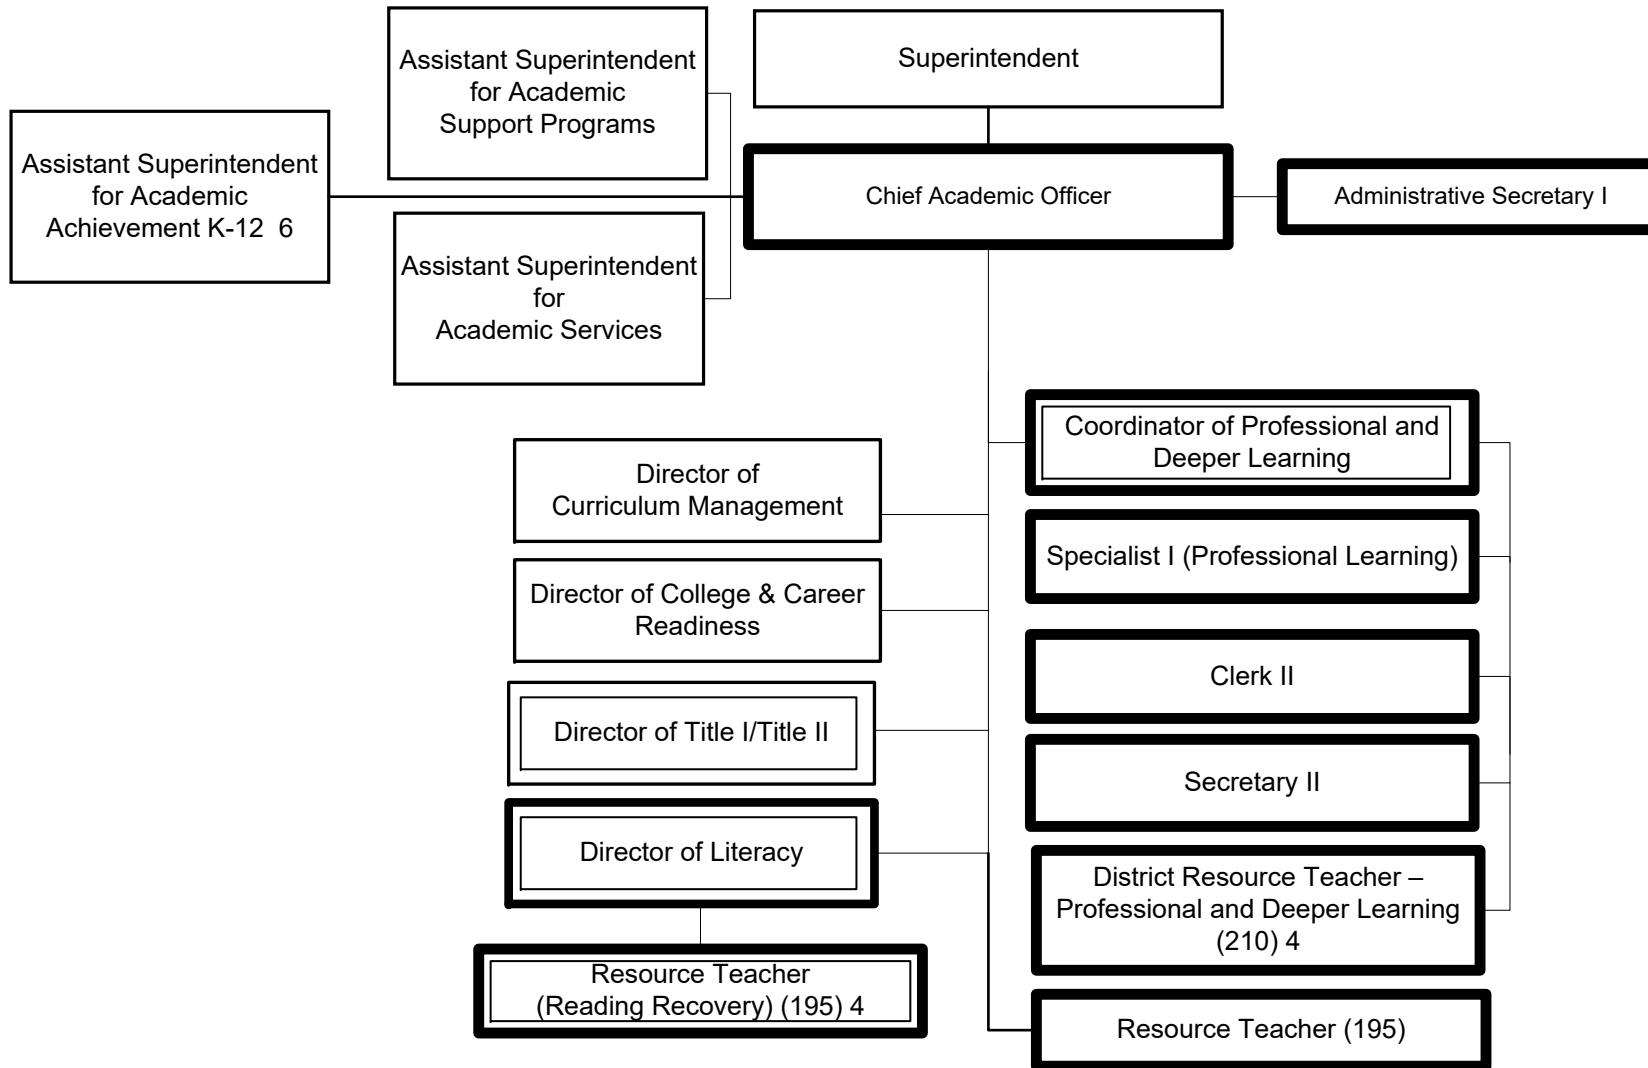 Superintendent
Assistant Superintendent
for Academic
Support Programs
Assistant Superintendent
for Academic
Achievement K-12  6
Chief Academic Officer
Administrative Secretary I
Assistant Superintendent
for
Academic Services
Director of
Curriculum Management
Director of College & Career
Readiness
Director of Title I/Title II
Director of Literacy
Resource Teacher
(Reading Recovery) (195) 4
Coordinator of Professional and
Deeper Learning
Specialist I (Professional Learning)
Clerk II
Secretary II
District Resource Teacher –
Professional and Deeper Learning
(210) 4
Resource Teacher (195)